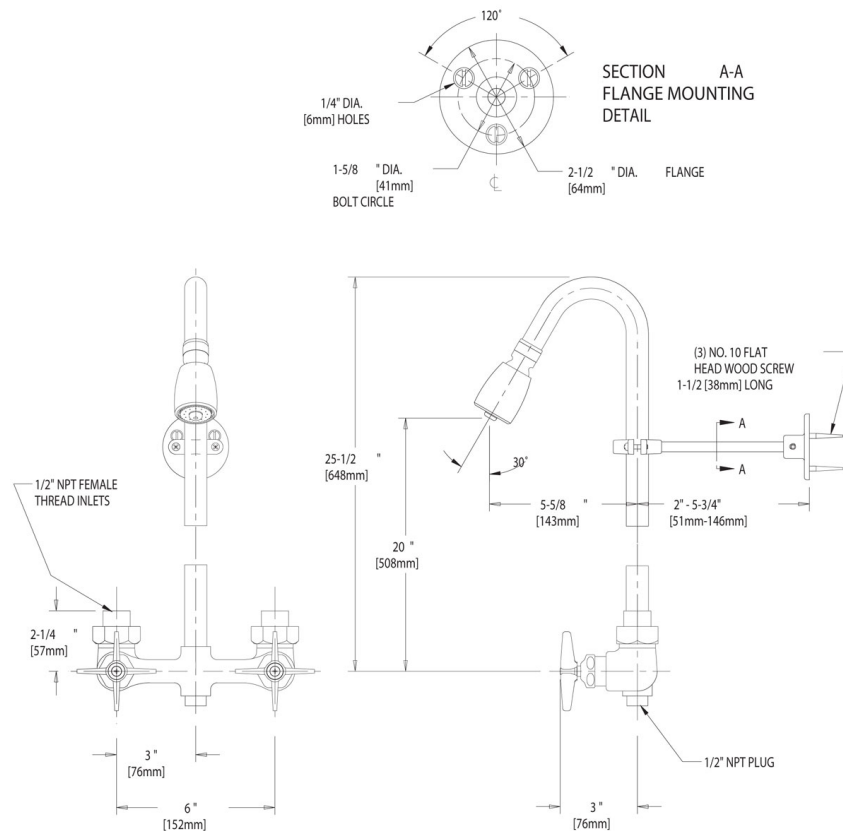 120°
SECTION A-A
FLANGE MOUNTING
DETAIL
1/4" DIA.
[6mm] HOLES
1-5/8 " DIA.
[41mm]
BOLT CIRCLE
2-1/2 " DIA. FLANGE
[64mm]
℄
(3) NO. 10 FLAT
HEAD WOOD SCREW
1-1/2 [38mm] LONG
A
A
25-1/2 "
[648mm]
30°
1/2" NPT FEMALE
THREAD INLETS
5-5/8 "
[143mm]
2" - 5-3/4"
[51mm-146mm]
20 "
[508mm]
2-1/4 "
[57mm]
3 "
[76mm]
1/2" NPT PLUG
6 "
[152mm]
3 "
[76mm]